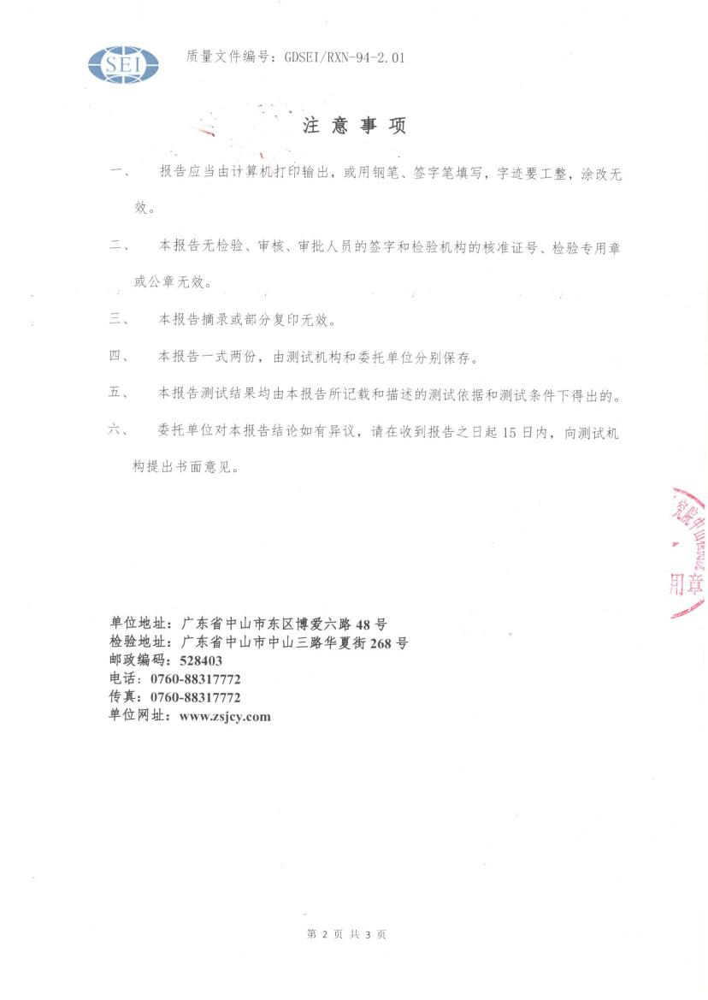 SEI
质量文件编号：GDSEI/RXN-94-2.01
注意事项
一、 报告应当由计算机打印输出，或用钢笔、签字笔填写，字迹要工整，涂改无
效。
二、 本报告无检验、审核、审批人员的签字和检验机构的核准证号、检验专用章
或公章无效。
三、 本报告摘录或部分复印无效。
四、 本报告一式两份，由测试机构和委托单位分别保存。
五、 本报告测试结果均由本报告所记载和描述的测试依据和测试条件下得出的。
六、 委托单位对本报告结论如有异议，请在收到报告之日起 15 日内，向测试机
构提出书面意见。
究院中山
用章
单位地址：广东省中山市东区博爱六路 48 号
检验地址：广东省中山市中山三路华夏街 268 号
邮政编码：528403
电话：0760-88317772
传真：0760-88317772
单位网址：www.zsjcy.com
第 2 页 共 3 页